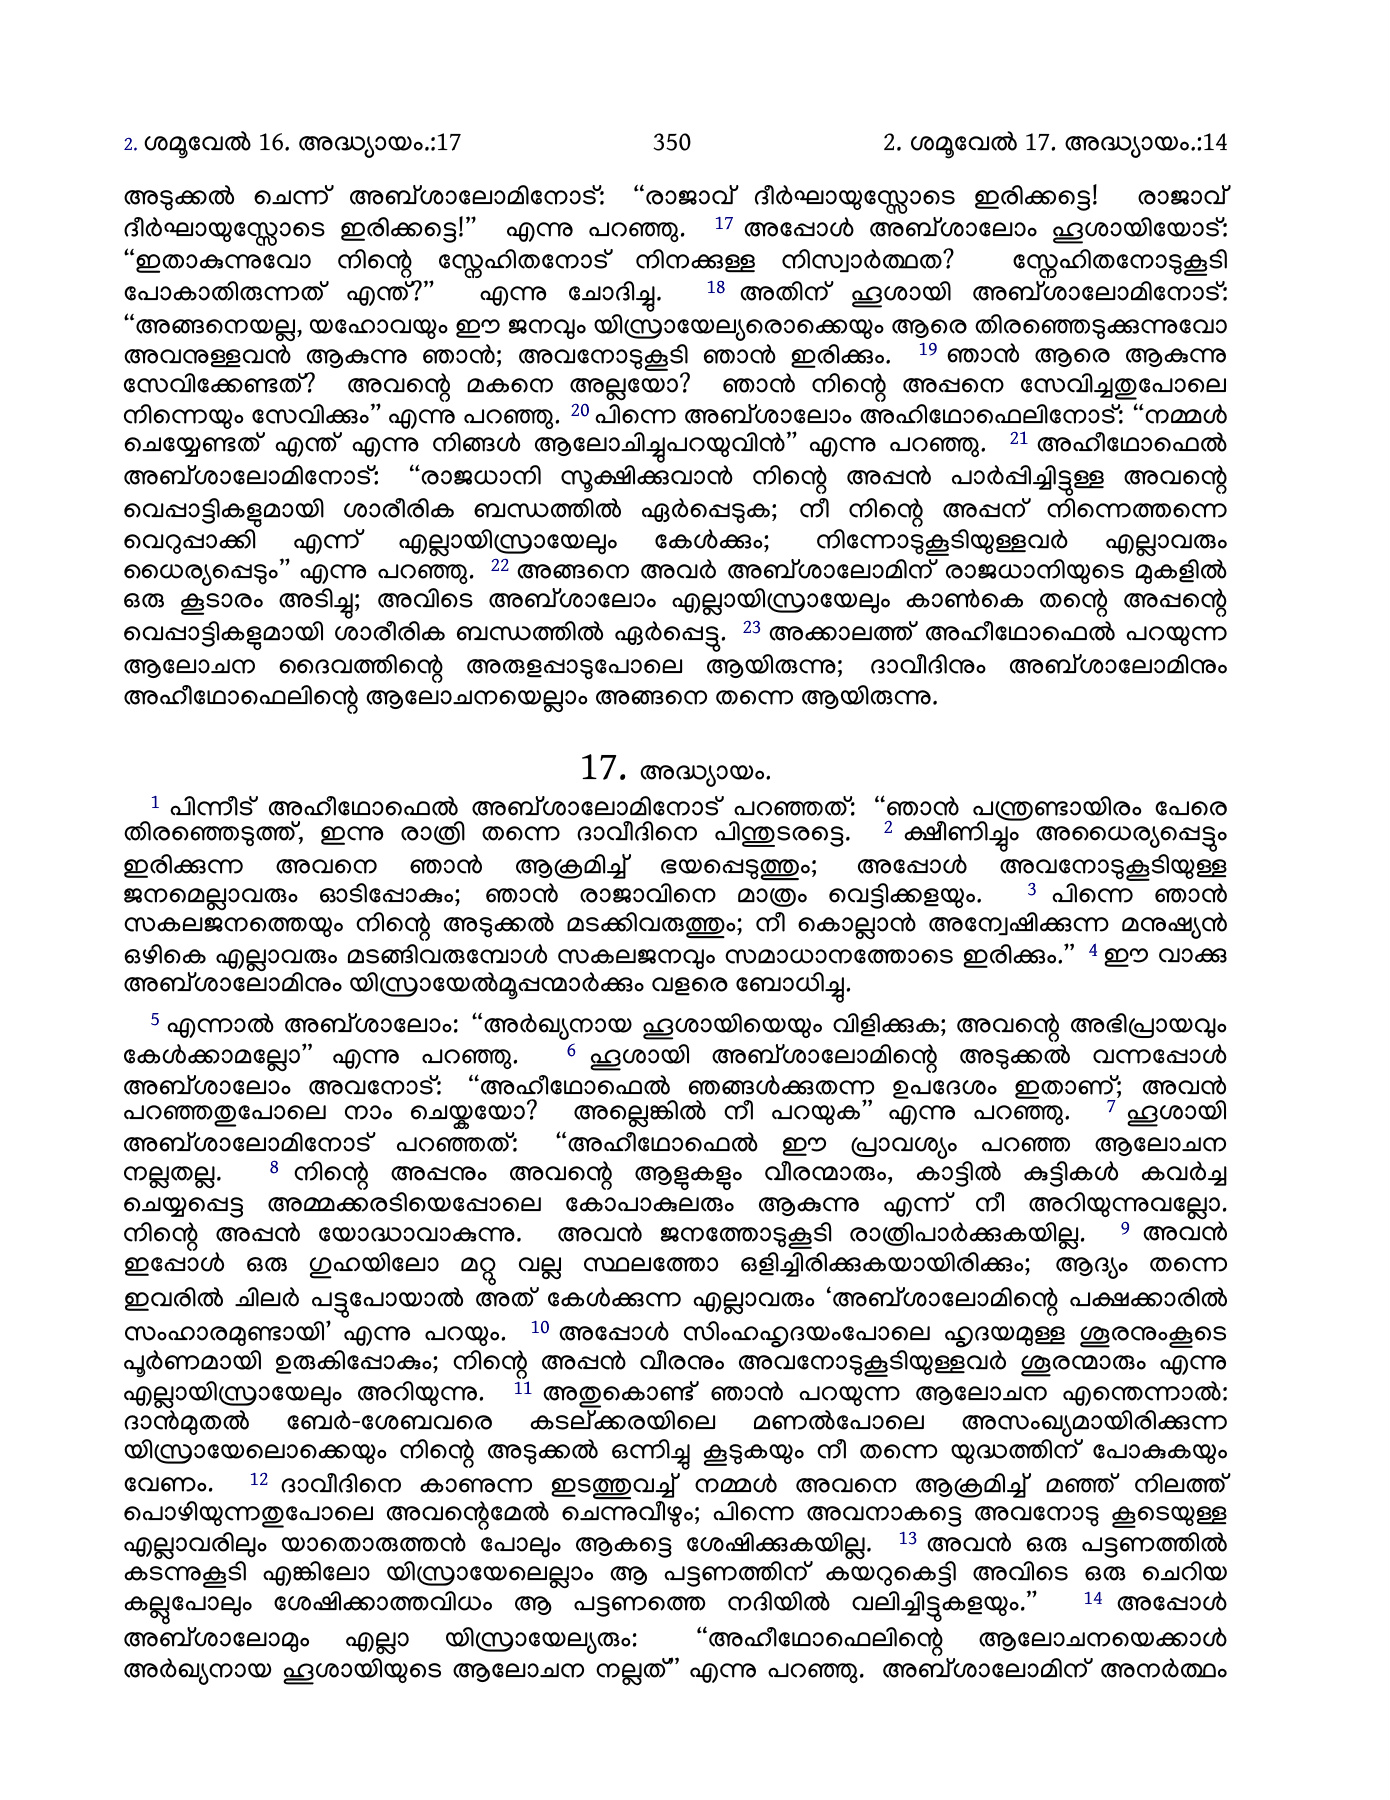 2. ശമൂവേൽ 16. അദ്ധ്യായം.:17 350 2. ശമൂവേൽ 17. അദ്ധ്യായം.:14
അടുക്കൽ ചെന്ന് അബ്ശാലോമിനോട്: “രാജാവ് ദീർഘായുസ്സോടെ ഇരിക്കട്ടെ! രാജാവ്
ദീർഘായുസ്സോടെ ഇരിക്കട്ടെ!” എന്നു പറഞ്ഞു. 17 അപ്പോൾ അബ്ശാലോം ഹൂശായിയോട്:
“ഇതാകുന്നുവോ നിന്റെ സ്നേഹിതനോട് നിനക്കുള്ള നിസ്വാർത്ഥത? സ്നേഹിതനോടുകൂടി
പോകാതിരുന്നത് എന്ത്?” എന്നു ചോദിച്ചു. 18 അതിന് ഹൂശായി അബ്ശാലോമിനോട്:
“അങ്ങനെയല്ല, യഹോവയും ഈ ജനവും യിസ്രായേല്യരൊക്കെയും ആരെ തിരഞ്ഞെടുക്കുന്നുവോ
അവനുള്ളവൻ ആകുന്നു ഞാൻ; അവനോടുകൂടി ഞാൻ ഇരിക്കും. 19 ഞാൻ ആരെ ആകുന്നു
സേവിക്കേണ്ടത്? അവന്റെ മകനെ അല്ലയോ? ഞാൻ നിന്റെ അപ്പനെ സേവിച്ചതുപോലെ
നിന്നെയും സേവിക്കും” എന്നു പറഞ്ഞു. 20 പിന്നെ അബ്ശാലോം അഹിഥോഫെലിനോട്: “നമ്മൾ
ചെയ്യേണ്ടത് എന്ത് എന്നു നിങ്ങൾ ആലോചിച്ചുപറയുവിൻ” എന്നു പറഞ്ഞു. 21 അഹീഥോഫെൽ
അബ്ശാലോമിനോട്: “രാജധാനി സൂക്ഷിക്കുവാൻ നിന്റെ അപ്പൻ പാർപ്പിച്ചിട്ടുള്ള അവന്റെ
വെപ്പാട്ടികളുമായി ശാരീരിക ബന്ധത്തിൽ ഏർപ്പെടുക; നീ നിന്റെ അപ്പന് നിന്നെത്തന്നെ
വെറുപ്പാക്കി എന്ന് എല്ലായിസ്രായേലും കേൾക്കും; നിന്നോടുകൂടിയുള്ളവർ എല്ലാവരും
ധൈര്യപ്പെടും” എന്നു പറഞ്ഞു. 22 അങ്ങനെ അവർ അബ്ശാലോമിന് രാജധാനിയുടെ മുകളിൽ
ഒരു കൂടാരം അടിച്ചു; അവിടെ അബ്ശാലോം എല്ലായിസ്രായേലും കാൺകെ തന്റെ അപ്പന്റെ
വെപ്പാട്ടികളുമായി ശാരീരിക ബന്ധത്തിൽ ഏർപ്പെട്ടു. 23 അക്കാലത്ത് അഹീഥോഫെൽ പറയുന്ന
ആലോചന ദൈവത്തിന്റെ അരുളപ്പാടുപോലെ ആയിരുന്നു; ദാവീദിനും അബ്ശാലോമിനും
അഹീഥോഫെലിന്റെ ആലോചനയെല്ലാം അങ്ങനെ തന്നെ ആയിരുന്നു.
17. അദ്ധ്യായം.
1 പിന്നീട് അഹീഥോഫെൽ അബ്ശാലോമിനോട് പറഞ്ഞത്: “ഞാൻ പന്ത്രണ്ടായിരം പേരെ
തിരഞ്ഞെടുത്ത്, ഇന്നു രാത്രി തന്നെ ദാവീദിനെ പിന്തുടരട്ടെ. 2 ക്ഷീണിച്ചും അധൈര്യപ്പെട്ടും
ഇരിക്കുന്ന അവനെ ഞാൻ ആക്രമിച്ച് ഭയപ്പെടുത്തും; അപ്പോൾ അവനോടുകൂടിയുള്ള
ജനമെല്ലാവരും ഓടിപ്പോകും; ഞാൻ രാജാവിനെ മാത്രം വെട്ടിക്കളയും. 3 പിന്നെ ഞാൻ
സകലജനത്തെയും നിന്റെ അടുക്കൽ മടക്കിവരുത്തും; നീ കൊല്ലാൻ അന്വേഷിക്കുന്ന മനുഷ്യൻ
ഒഴികെ എല്ലാവരും മടങ്ങിവരുമ്പോൾ സകലജനവും സമാധാനത്തോടെ ഇരിക്കും.” 4 ഈ വാക്കു
അബ്ശാലോമിനും യിസ്രായേൽമൂപ്പന്മാർക്കും വളരെ ബോധിച്ചു.
5 എന്നാൽ അബ്ശാലോം: “അർഖ്യനായ ഹൂശായിയെയും വിളിക്കുക; അവന്റെ അഭിപ്രായവും
കേൾക്കാമല്ലോ” എന്നു പറഞ്ഞു. 6 ഹൂശായി അബ്ശാലോമിന്റെ അടുക്കൽ വന്നപ്പോൾ
അബ്ശാലോം അവനോട്: “അഹീഥോഫെൽ ഞങ്ങൾക്കുതന്ന ഉപദേശം ഇതാണ്; അവൻ
പറഞ്ഞതുപോലെ നാം ചെയ്കയോ? അല്ലെങ്കിൽ നീ പറയുക” എന്നു പറഞ്ഞു. 7 ഹൂശായി
അബ്ശാലോമിനോട് പറഞ്ഞത്: “അഹീഥോഫെൽ ഈ പ്രാവശ്യം പറഞ്ഞ ആലോചന
നല്ലതല്ല. 8 നിന്റെ അപ്പനും അവന്റെ ആളുകളും വീരന്മാരും, കാട്ടിൽ കുട്ടികൾ കവർച്ച
ചെയ്യപ്പെട്ട അമ്മക്കരടിയെപ്പോലെ കോപാകുലരും ആകുന്നു എന്ന് നീ അറിയുന്നുവല്ലോ.
നിന്റെ അപ്പൻ യോദ്ധാവാകുന്നു. അവൻ ജനത്തോടുകൂടി രാത്രിപാർക്കുകയില്ല. 9 അവൻ
ഇപ്പോൾ ഒരു ഗുഹയിലോ മറ്റു വല്ല സ്ഥലത്തോ ഒളിച്ചിരിക്കുകയായിരിക്കും; ആദ്യം തന്നെ
ഇവരിൽ ചിലർ പട്ടുപോയാൽ അത് കേൾക്കുന്ന എല്ലാവരും ‘അബ്ശാലോമിന്റെ പക്ഷക്കാരിൽ
സംഹാരമുണ്ടായി’ എന്നു പറയും. 10 അപ്പോൾ സിംഹഹൃദയംപോലെ ഹൃദയമുള്ള ശൂരനുംകൂടെ
പൂർണമായി ഉരുകിപ്പോകും; നിന്റെ അപ്പൻ വീരനും അവനോടുകൂടിയുള്ളവർ ശൂരന്മാരും എന്നു
എല്ലായിസ്രായേലും അറിയുന്നു. 11 അതുകൊണ്ട് ഞാൻ പറയുന്ന ആലോചന എന്തെന്നാൽ:
ദാൻമുതൽ ബേർ-ശേബവരെ കടല്ക്കരയിലെ മണൽപോലെ അസംഖ്യമായിരിക്കുന്ന
യിസ്രായേലൊക്കെയും നിന്റെ അടുക്കൽ ഒന്നിച്ചു കൂടുകയും നീ തന്നെ യുദ്ധത്തിന് പോകുകയും
വേണം. 12 ദാവീദിനെ കാണുന്ന ഇടത്തുവച്ച് നമ്മൾ അവനെ ആക്രമിച്ച് മഞ്ഞ് നിലത്ത്
പൊഴിയുന്നതുപോലെ അവന്റെമേൽ ചെന്നുവീഴും; പിന്നെ അവനാകട്ടെ അവനോടു കൂടെയുള്ള
എല്ലാവരിലും യാതൊരുത്തൻ പോലും ആകട്ടെ ശേഷിക്കുകയില്ല. 13 അവൻ ഒരു പട്ടണത്തിൽ
കടന്നുകൂടി എങ്കിലോ യിസ്രായേലെല്ലാം ആ പട്ടണത്തിന് കയറുകെട്ടി അവിടെ ഒരു ചെറിയ
കല്ലുപോലും ശേഷിക്കാത്തവിധം ആ പട്ടണത്തെ നദിയിൽ വലിച്ചിട്ടുകളയും.” 14 അപ്പോൾ
അബ്ശാലോമും എല്ലാ യിസ്രായേല്യരും: “അഹീഥോഫെലിന്റെ ആലോചനയെക്കാൾ
അർഖ്യനായ ഹൂശായിയുടെ ആലോചന നല്ലത്” എന്നു പറഞ്ഞു. അബ്ശാലോമിന് അനർത്ഥം